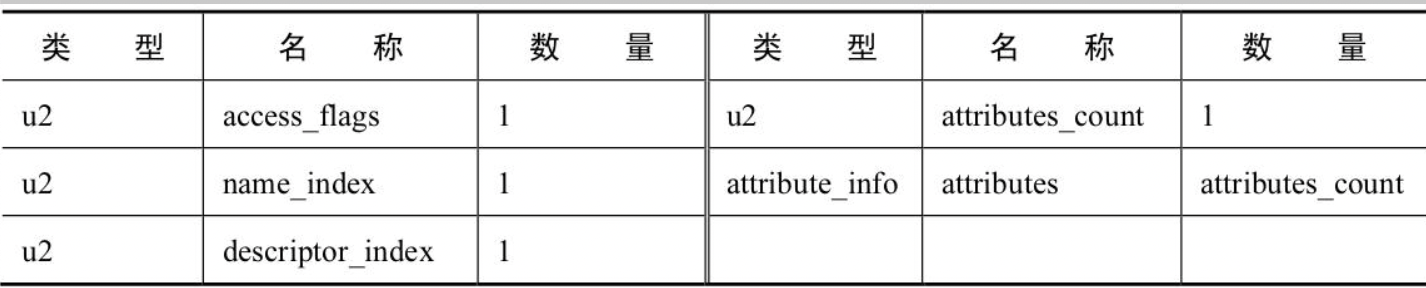 类 型 名 称 数 量 类 型 名 称 数 量
u2 access_flags 1 u2 attributes_count 1
u2 name_index 1 attribute_info attributes attributes_count
u2 descriptor_index 1